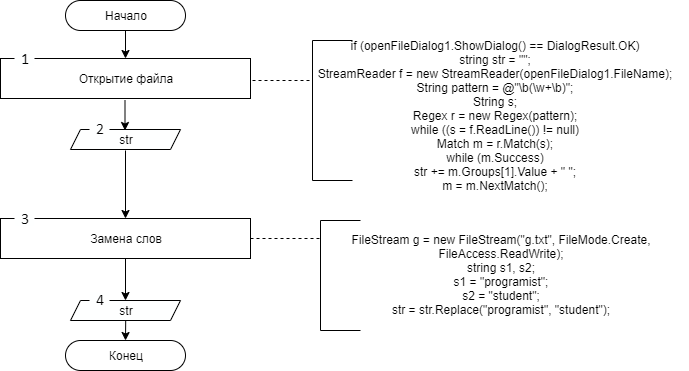 Начало
1
Открытие файла
if (openFileDialog1.ShowDialog() == DialogResult.OK)
string str = "";
StreamReader f = new StreamReader(openFileDialog1.FileName);
String pattern = @"\b(\w+\b)";
String s;
Regex r = new Regex(pattern);
while ((s = f.ReadLine()) != null)
Match m = r.Match(s);
while (m.Success)
str += m.Groups[1].Value + " ";
m = m.NextMatch();
2
str
3
Замена слов
FileStream g = new FileStream("g.txt", FileMode.Create,
FileAccess.ReadWrite);
string s1, s2;
s1 = "programist";
s2 = "student";
str = str.Replace("programist", "student");
4
str
Конец